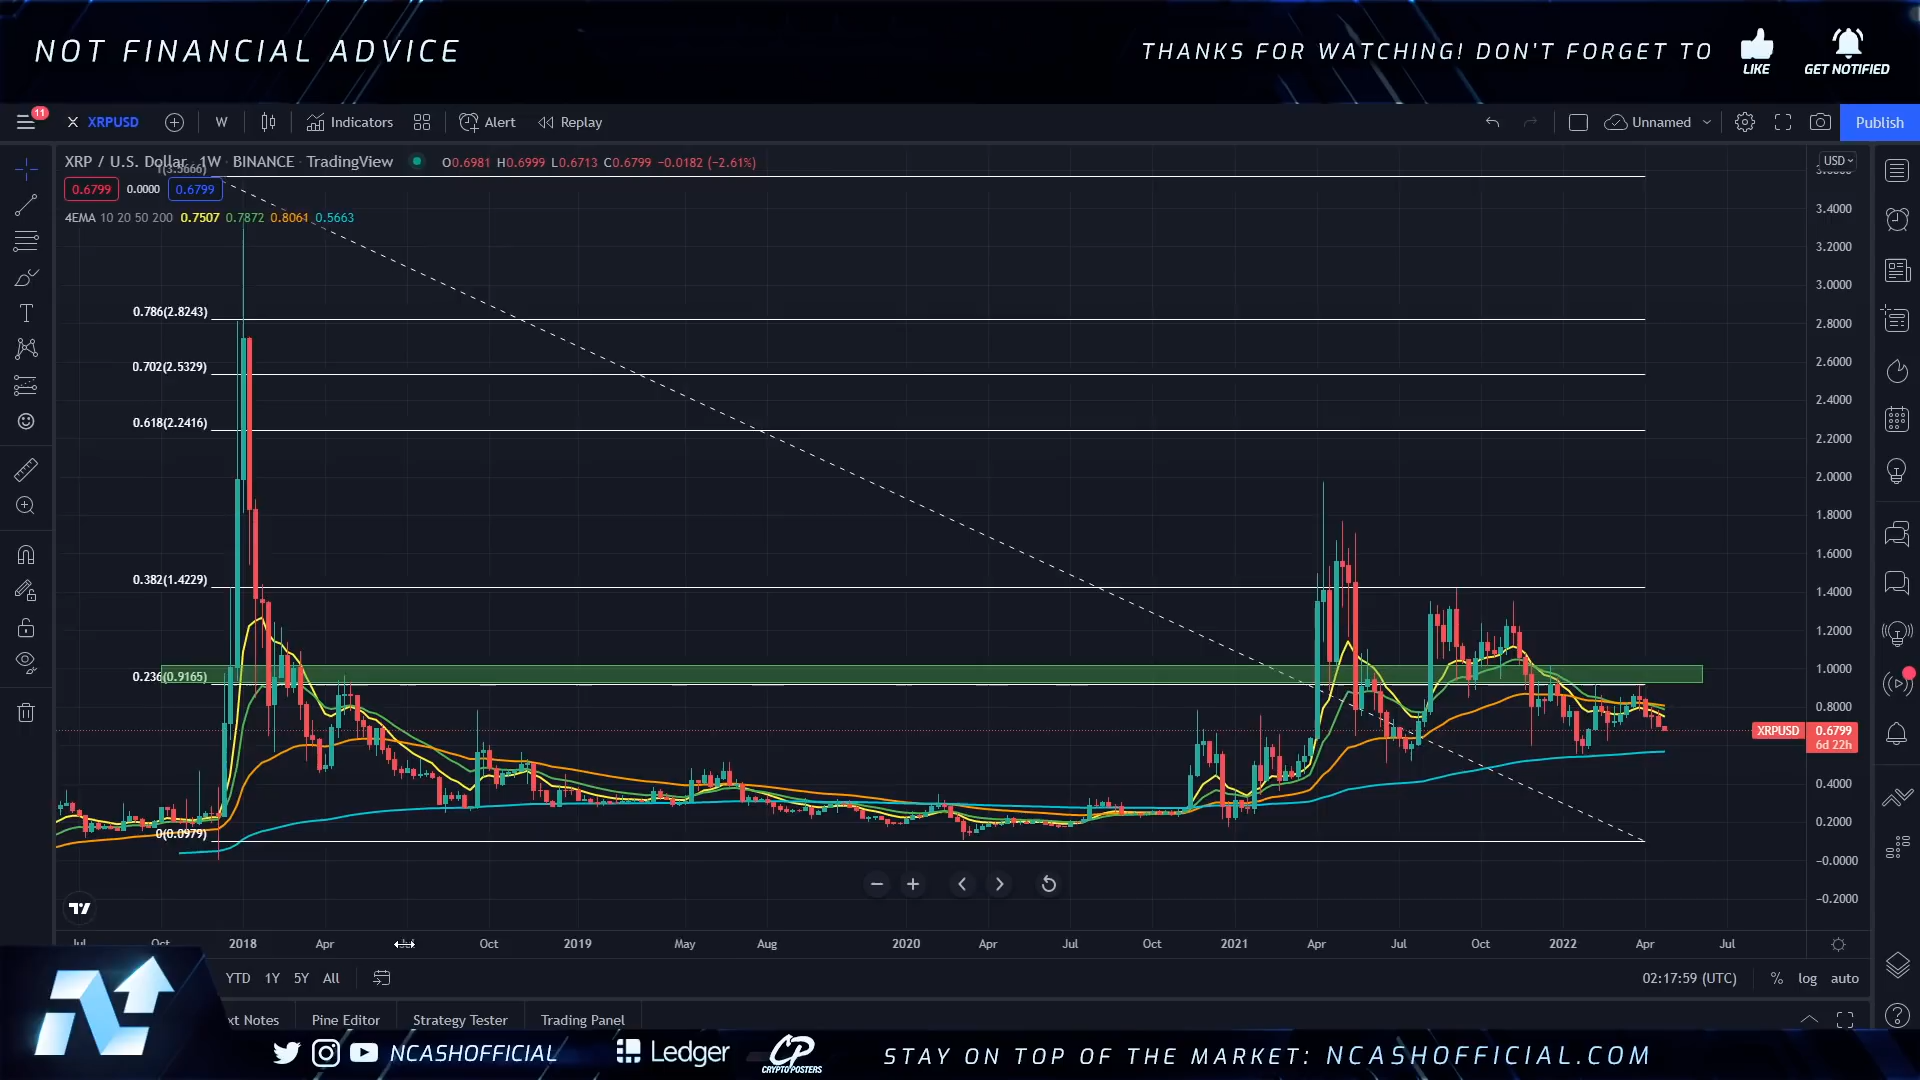 NOT FINANCIAL ADVICE
THANKS FOR WATCHING! DON'T FORGET TO
LIKE
GET NOTIFIED
11
XRPUSD
W
Indicators
Alert
Replay
Unnamed
Publish
XRP / U.S. Dollar · 1W · BINANCE · TradingView
O0.6981 H0.6999 L0.6713 C0.6799 −0.0182 (−2.61%)
1(3.5666)
0.6799 0.0000 0.6799
4EMA 10 20 50 200 0.7507 0.7872 0.8061 0.5663
USD
3.4000
3.2000
3.0000
2.8000
2.6000
2.4000
2.2000
2.0000
1.8000
1.6000
1.4000
1.2000
1.0000
0.8000
XRPUSD 0.6799
6d 22h
0.4000
0.2000
−0.0000
−0.2000
0.786(2.8243)
0.702(2.5329)
0.618(2.2416)
0.382(1.4229)
0.236(0.9165)
0(0.0979)
Jul Oct 2018 Apr Oct 2019 May Aug 2020 Apr Jul Oct 2021 Apr Jul Oct 2022 Apr Jul
YTD 1Y 5Y All
02:17:59 (UTC) % log auto
xt Notes Pine Editor Strategy Tester Trading Panel
NCASHOFFICIAL
Ledger
CP
CRYPTOPOSTERS
STAY ON TOP OF THE MARKET: NCASHOFFICIAL.COM